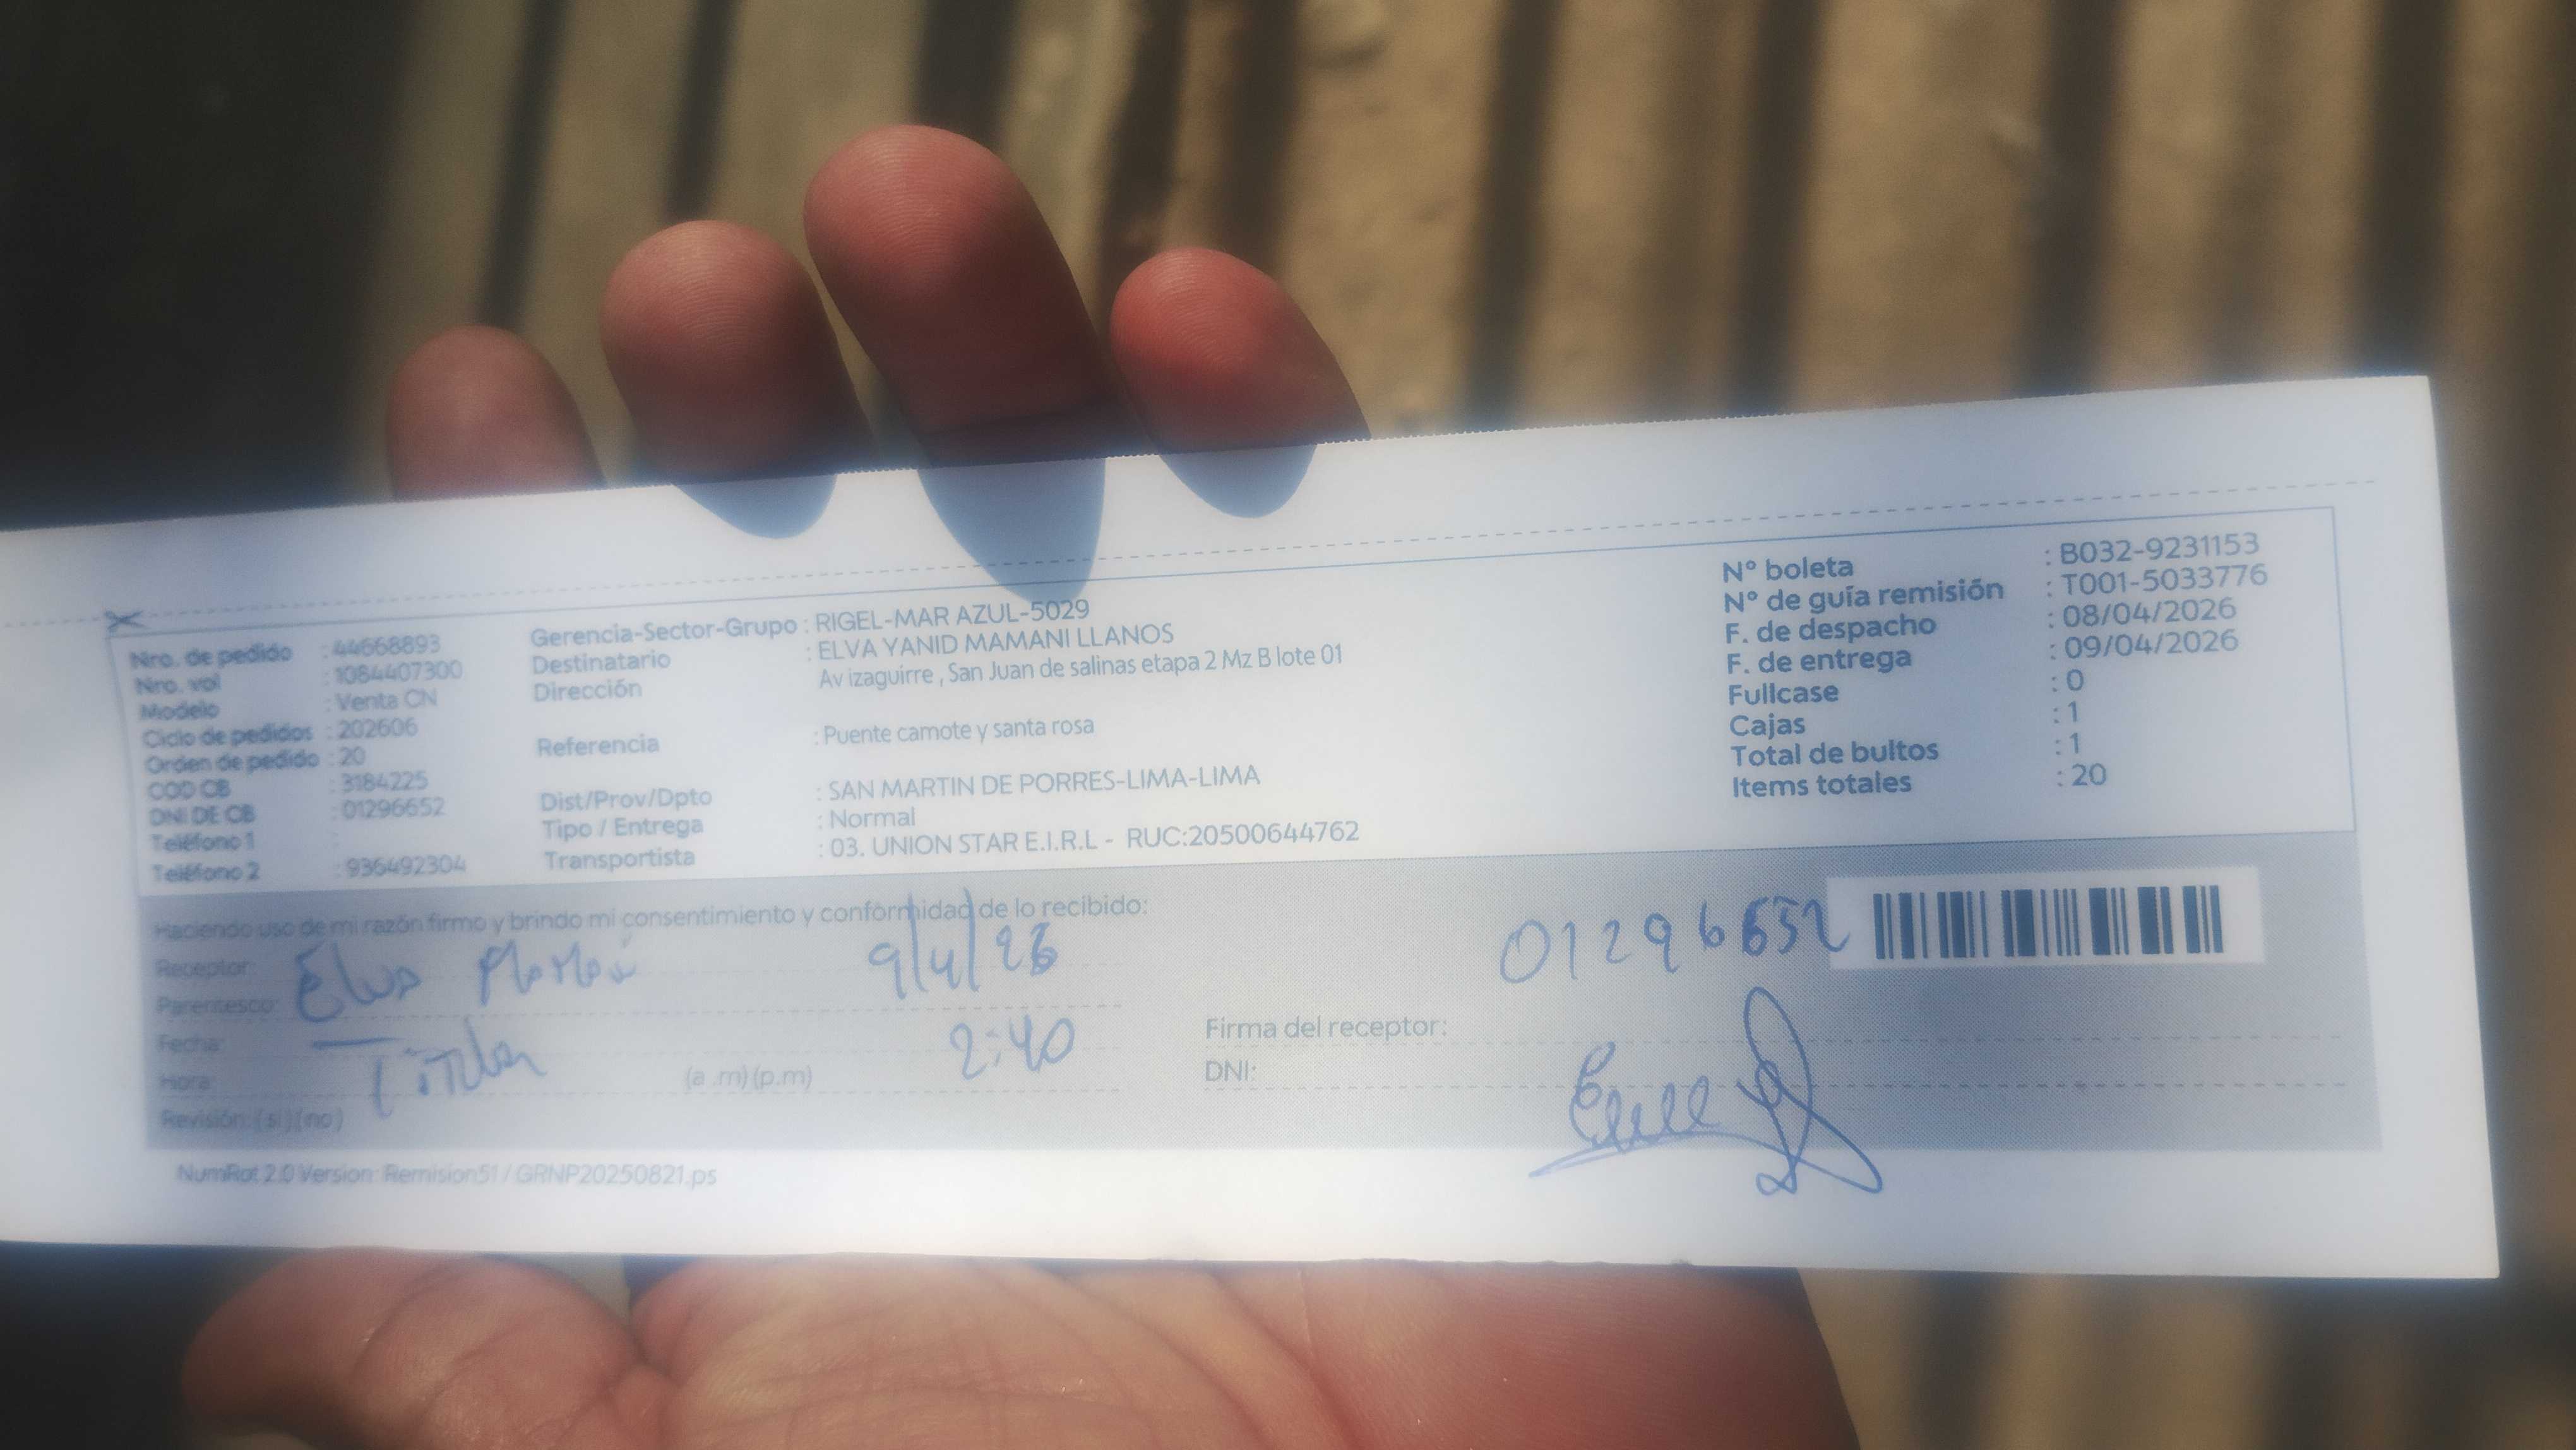 Nro. de pedido : 44668893
Nro. vol : 1084407300
Modelo : Venta CN
Ciclo de pedidos : 202606
Orden de pedido : 20
COD CB : 3184225
DNI DE CB : 01296652
Teléfono 1 :
Teléfono 2 : 936492304
Gerencia-Sector-Grupo : RIGEL-MAR AZUL-5029
Destinatario : ELVA YANID MAMANI LLANOS
Dirección : Av izaguirre , San Juan de salinas etapa 2 Mz B lote 01
Referencia : Puente camote y santa rosa
Dist/Prov/Dpto : SAN MARTIN DE PORRES-LIMA-LIMA
Tipo / Entrega : Normal
Transportista : 03. UNION STAR E.I.R.L - RUC:20500644762
N° boleta : B032-9231153
N° de guía remisión : T001-5033776
F. de despacho : 08/04/2026
F. de entrega : 09/04/2026
Fullcase : 0
Cajas : 1
Total de bultos : 1
Items totales : 20
Haciendo uso de mi razón firmo y brindo mi consentimiento y conformidad de lo recibido:
Receptor: Elva
9/4/26
Parentesco:
Fecha: Titular
Hora: (a .m) (p.m) 2:40
Revisión: (si) (no)
01296652
Firma del receptor:
DNI:
NumRot 2.0 Version: Remision51 / GRNP20250821.ps